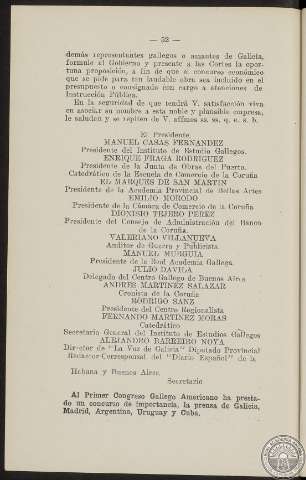 — 52 —
demás representantes gallegos o amantes de Galicia,
formule al Gobierno y presente a las Cortes la opor-
tuna proposición, a fin de que el concurso económico
que se pide para tan laudable obra sea incluído en el
presupuesto o consignado con cargo a atenciones de
Instrucción Pública.
En la seguridad de que tendrá V. satisfacción viva
en asociar su nombre a esta noble y plausible empresa,
le saludan y se repiten de V. affmos ss. ss. q. e. s. b.
El Presidente
MANUEL CASAS FERNANDEZ
Presidente del Instituto de Estudio Gallegos.
ENRIQUE FRAGA RODRIGUEZ
Presidente de la Junta de Obras del Puerto.
Catedrático de la Escuela de Comercio de la Coruña
EL MARQUES DE SAN MARTIN
Presidente de la Academia Provincial de Bellas Artes
EMILIO MORODO
Presidente de la Cámara de Comercio de la Coruña
DIONISIO TEJERO PEREZ
Presidente del Consejo de Administración del Banco
de la Coruña.
VALERIANO VILLANUEVA
Auditor de Guerra y Publicista
MANUEL MURGUIA
Presidente de la Real Academia Gallega.
JULIO DAVILA
Delegado del Centro Gallego de Buenos Aires
ANDRES MARTINEZ SALAZAR
Cronista de la Coruña
RODRIGO SANZ
Presidente del Centro Regionalista
FERNANDO MARTINEZ MORAS
Catedrático
Secretario General del Instituto de Estudios Gallegos
ALEJANDRO BARREIRO NOYA
Director de "La Voz de Galicia" Diputado Provincial
Redactor-Corresponsal del "Diario Español" de la
Habana y Buenos Aires.
Secretario
Al Primer Congreso Gallego Americano ha presta-
do un concurso de importancia, la prensa de Galicia,
Madrid, Argentina, Uruguay y Cuba.